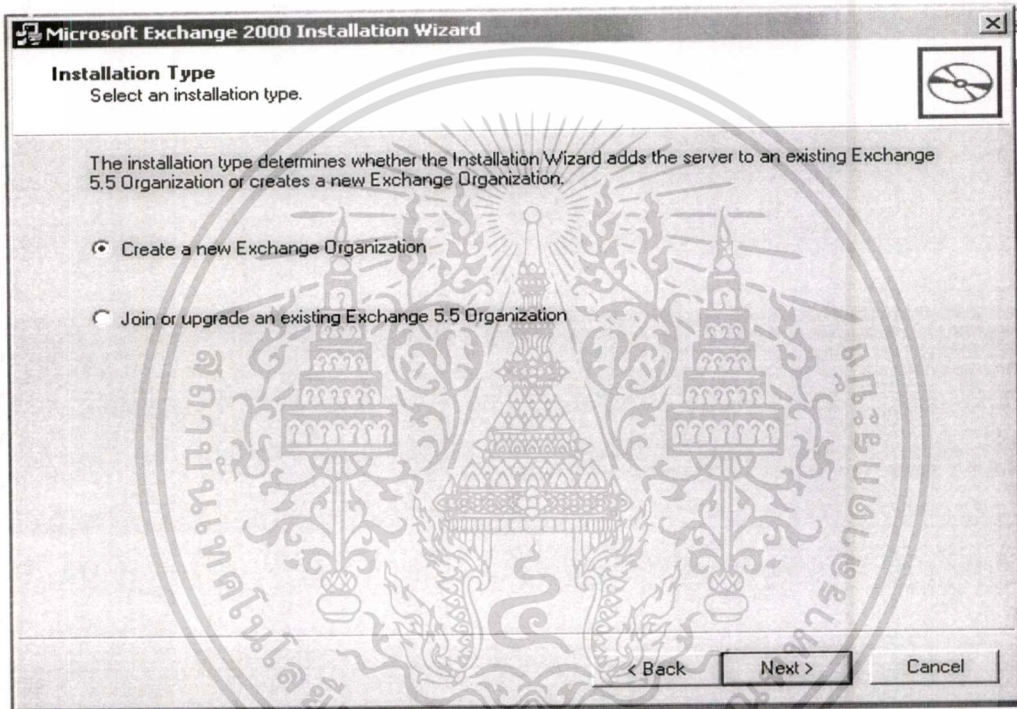 Microsoft Exchange 2000 Installation Wizard
Installation Type
Select an installation type.
The installation type determines whether the Installation Wizard adds the server to an existing Exchange
5.5 Organization or creates a new Exchange Organization.
Create a new Exchange Organization
Join or upgrade an existing Exchange 5.5 Organization
< Back
Next >
Cancel